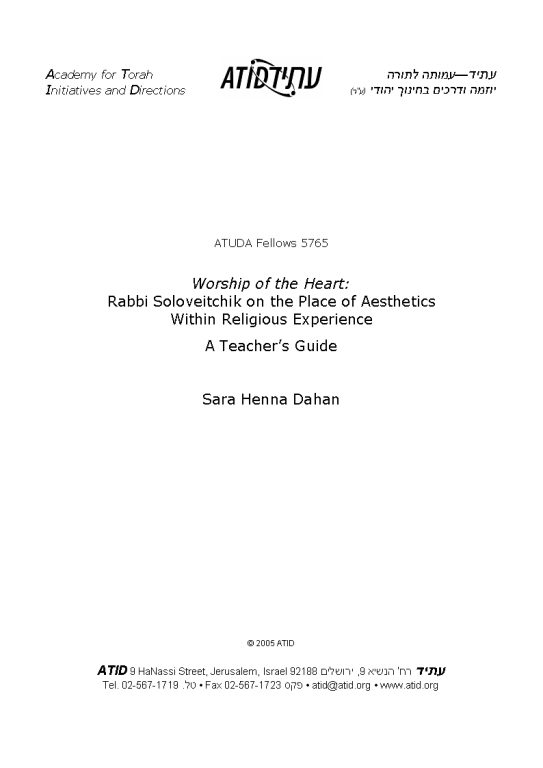 Academy for Torah
Initiatives and Directions
ATID עתיד
עתיד—עמותה לתורה
יוזמה ודרכים בחינוך יהודי (ע"ר)
ATUDA Fellows 5765
Worship of the Heart:
Rabbi Soloveitchik on the Place of Aesthetics
Within Religious Experience
A Teacher's Guide
Sara Henna Dahan
© 2005 ATID
ATID 9 HaNassi Street, Jerusalem, Israel 92188 עתיד רח' הנשיא 9, ירושלים
Tel. 02-567-1719 טל. • Fax 02-567-1723 פקס • atid@atid.org • www.atid.org